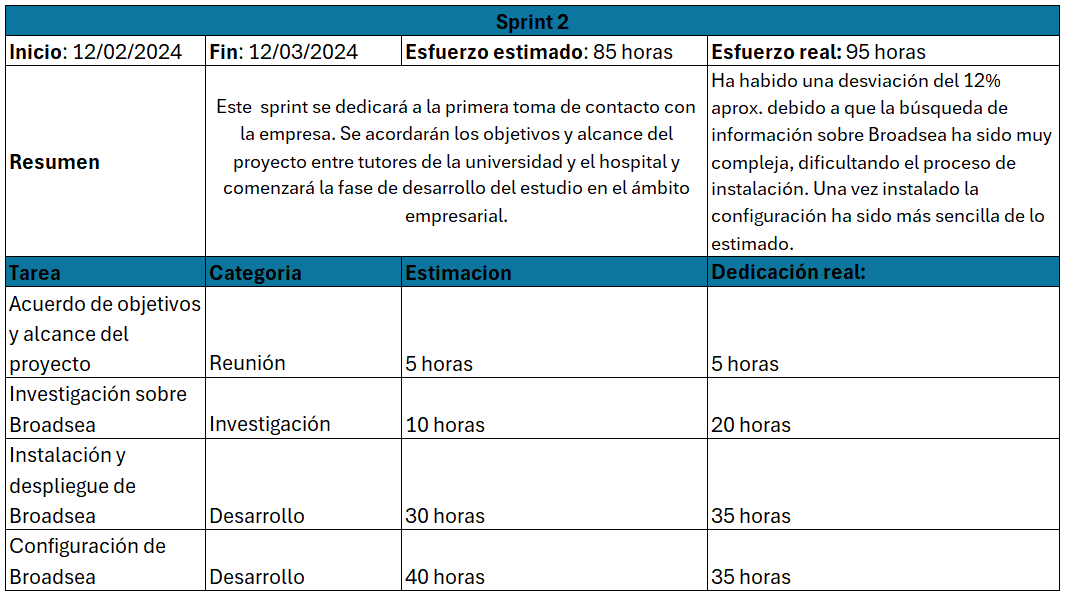 Sprint 2
Inicio: 12/02/2024 Fin: 12/03/2024 Esfuerzo estimado: 85 horas Esfuerzo real: 95 horas
Resumen
Este sprint se dedicará a la primera toma de contacto con
la empresa. Se acordarán los objetivos y alcance del
proyecto entre tutores de la universidad y el hospital y
comenzará la fase de desarrollo del estudio en el ámbito
empresarial.
Ha habido una desviación del 12%
aprox. debido a que la búsqueda de
información sobre Broadsea ha sido muy
compleja, dificultando el proceso de
instalación. Una vez instalado la
configuración ha sido más sencilla de lo
estimado.
Tarea Categoria Estimacion Dedicación real:
Acuerdo de objetivos
y alcance del
proyecto Reunión 5 horas 5 horas
Investigación sobre
Broadsea Investigación 10 horas 20 horas
Instalación y
despliegue de
Broadsea Desarrollo 30 horas 35 horas
Configuración de
Broadsea Desarrollo 40 horas 35 horas